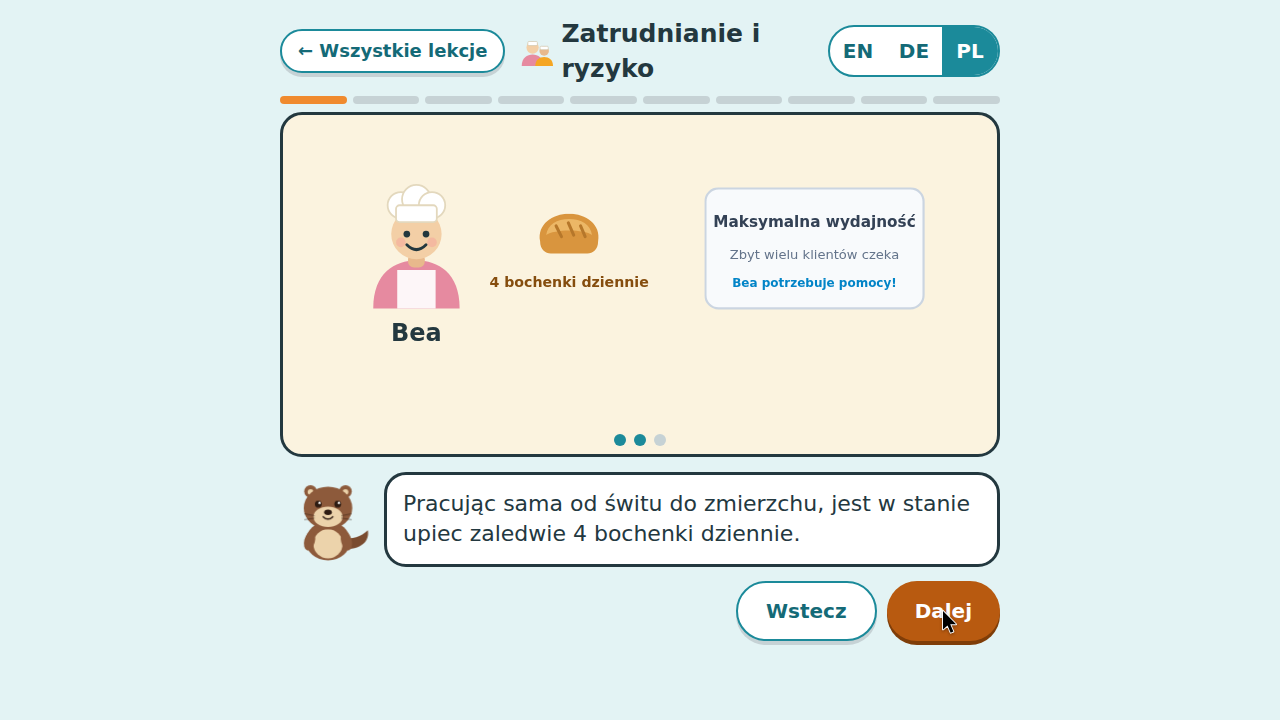 ← Wszystkie lekcje
Zatrudnianie i
ryzyko
EN DE PL
4 bochenki dziennie
Bea
Maksymalna wydajność
Zbyt wielu klientów czeka
Bea potrzebuje pomocy!
Pracując sama od świtu do zmierzchu, jest w stanie
upiec zaledwie 4 bochenki dziennie.
Wstecz
Dalej